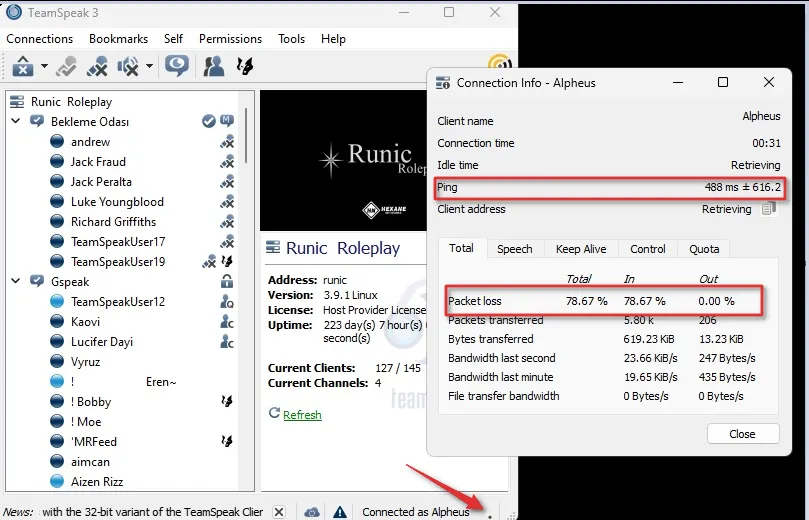 TeamSpeak 3
Connections Bookmarks Self Permissions Tools Help
Runic Roleplay
Bekleme Odası
andrew
Jack Fraud
Jack Peralta
Luke Youngblood
Richard Griffiths
TeamSpeakUser17
TeamSpeakUser19
Gspeak
TeamSpeakUser12
Kaovi
Lucifer Dayi
Vyruz
! Eren~
! Bobby
! Moe
'MRFeed
aimcan
Aizen Rizz
Runic
Rolep
HEXANE
NETWORKS
Runic Roleplay
Address: runic
Version: 3.9.1 Linux
License: Host Provider License
Uptime: 223 day(s) 7 hour(s)
second(s)
Current Clients: 127 / 145
Current Channels: 4
Refresh
team
Connection Info - Alpheus
Client name Alpheus
Connection time 00:31
Idle time Retrieving
Ping 488 ms ± 616.2
Client address Retrieving
Total Speech Keep Alive Control Quota
Total In Out
Packet loss 78.67 % 78.67 % 0.00 %
Packets transferred 5.80 k 206
Bytes transferred 619.23 KiB 13.23 KiB
Bandwidth last second 23.66 KiB/s 247 Bytes/s
Bandwidth last minute 19.65 KiB/s 435 Bytes/s
File transfer bandwidth 0 Bytes/s 0 Bytes/s
Close
News: with the 32-bit variant of the TeamSpeak Clier Connected as Alpheus